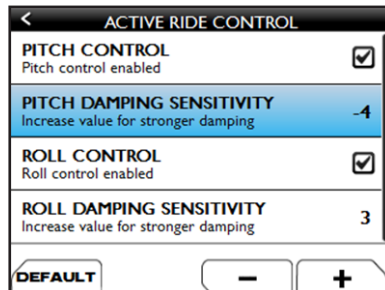 <
ACTIVE RIDE CONTROL
PITCH CONTROL
Pitch control enabled
PITCH DAMPING SENSITIVITY
Increase value for stronger damping
-4
ROLL CONTROL
Roll control enabled
ROLL DAMPING SENSITIVITY
Increase value for stronger damping
3
DEFAULT
−
+